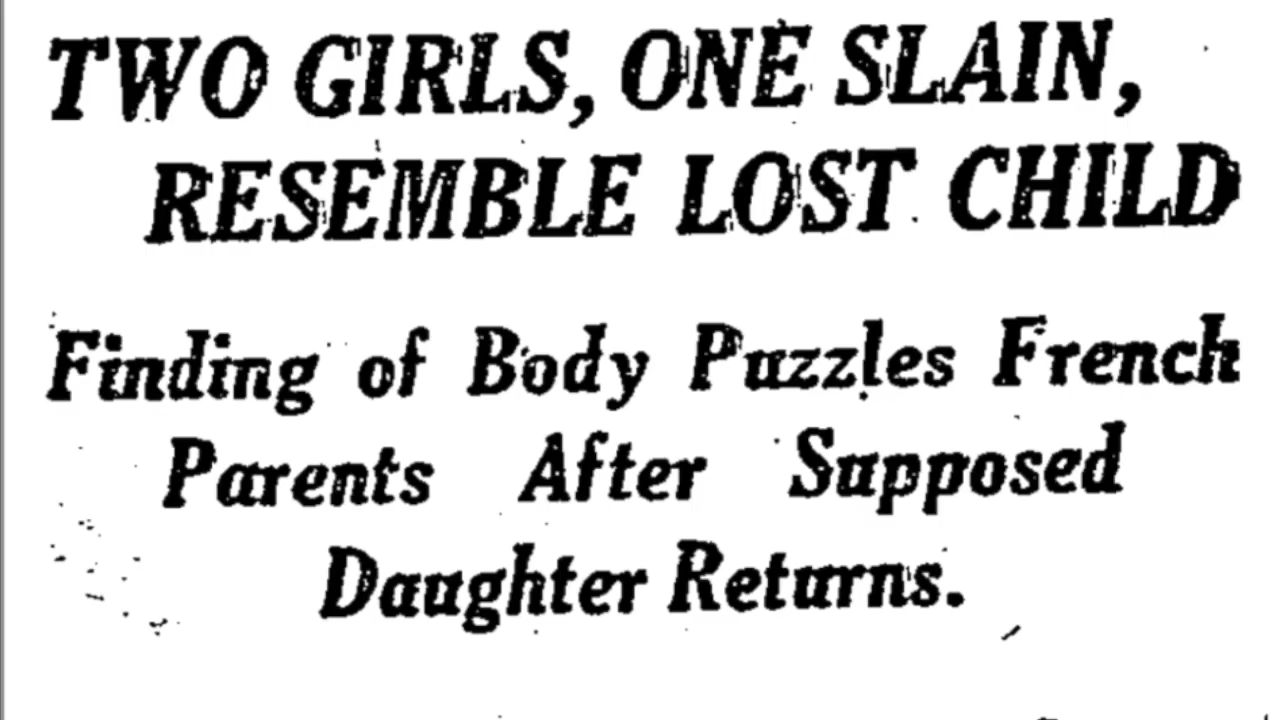 TWO GIRLS, ONE SLAIN,
RESEMBLE LOST CHILD
Finding of Body Puzzles French
Parents After Supposed
Daughter Returns.